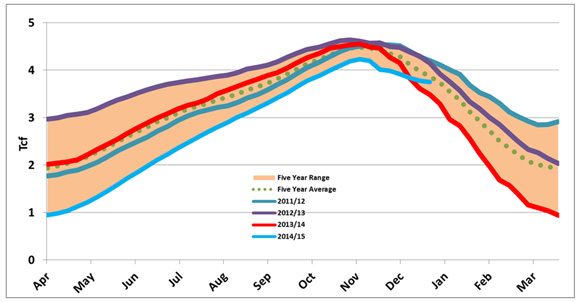 5
4
3
2
1
0
Tcf
Five Year Range
Five Year Average
2011/12
2012/13
2013/14
2014/15
Apr May Jun Jul Aug Sep Oct Nov Dec Jan Feb Mar